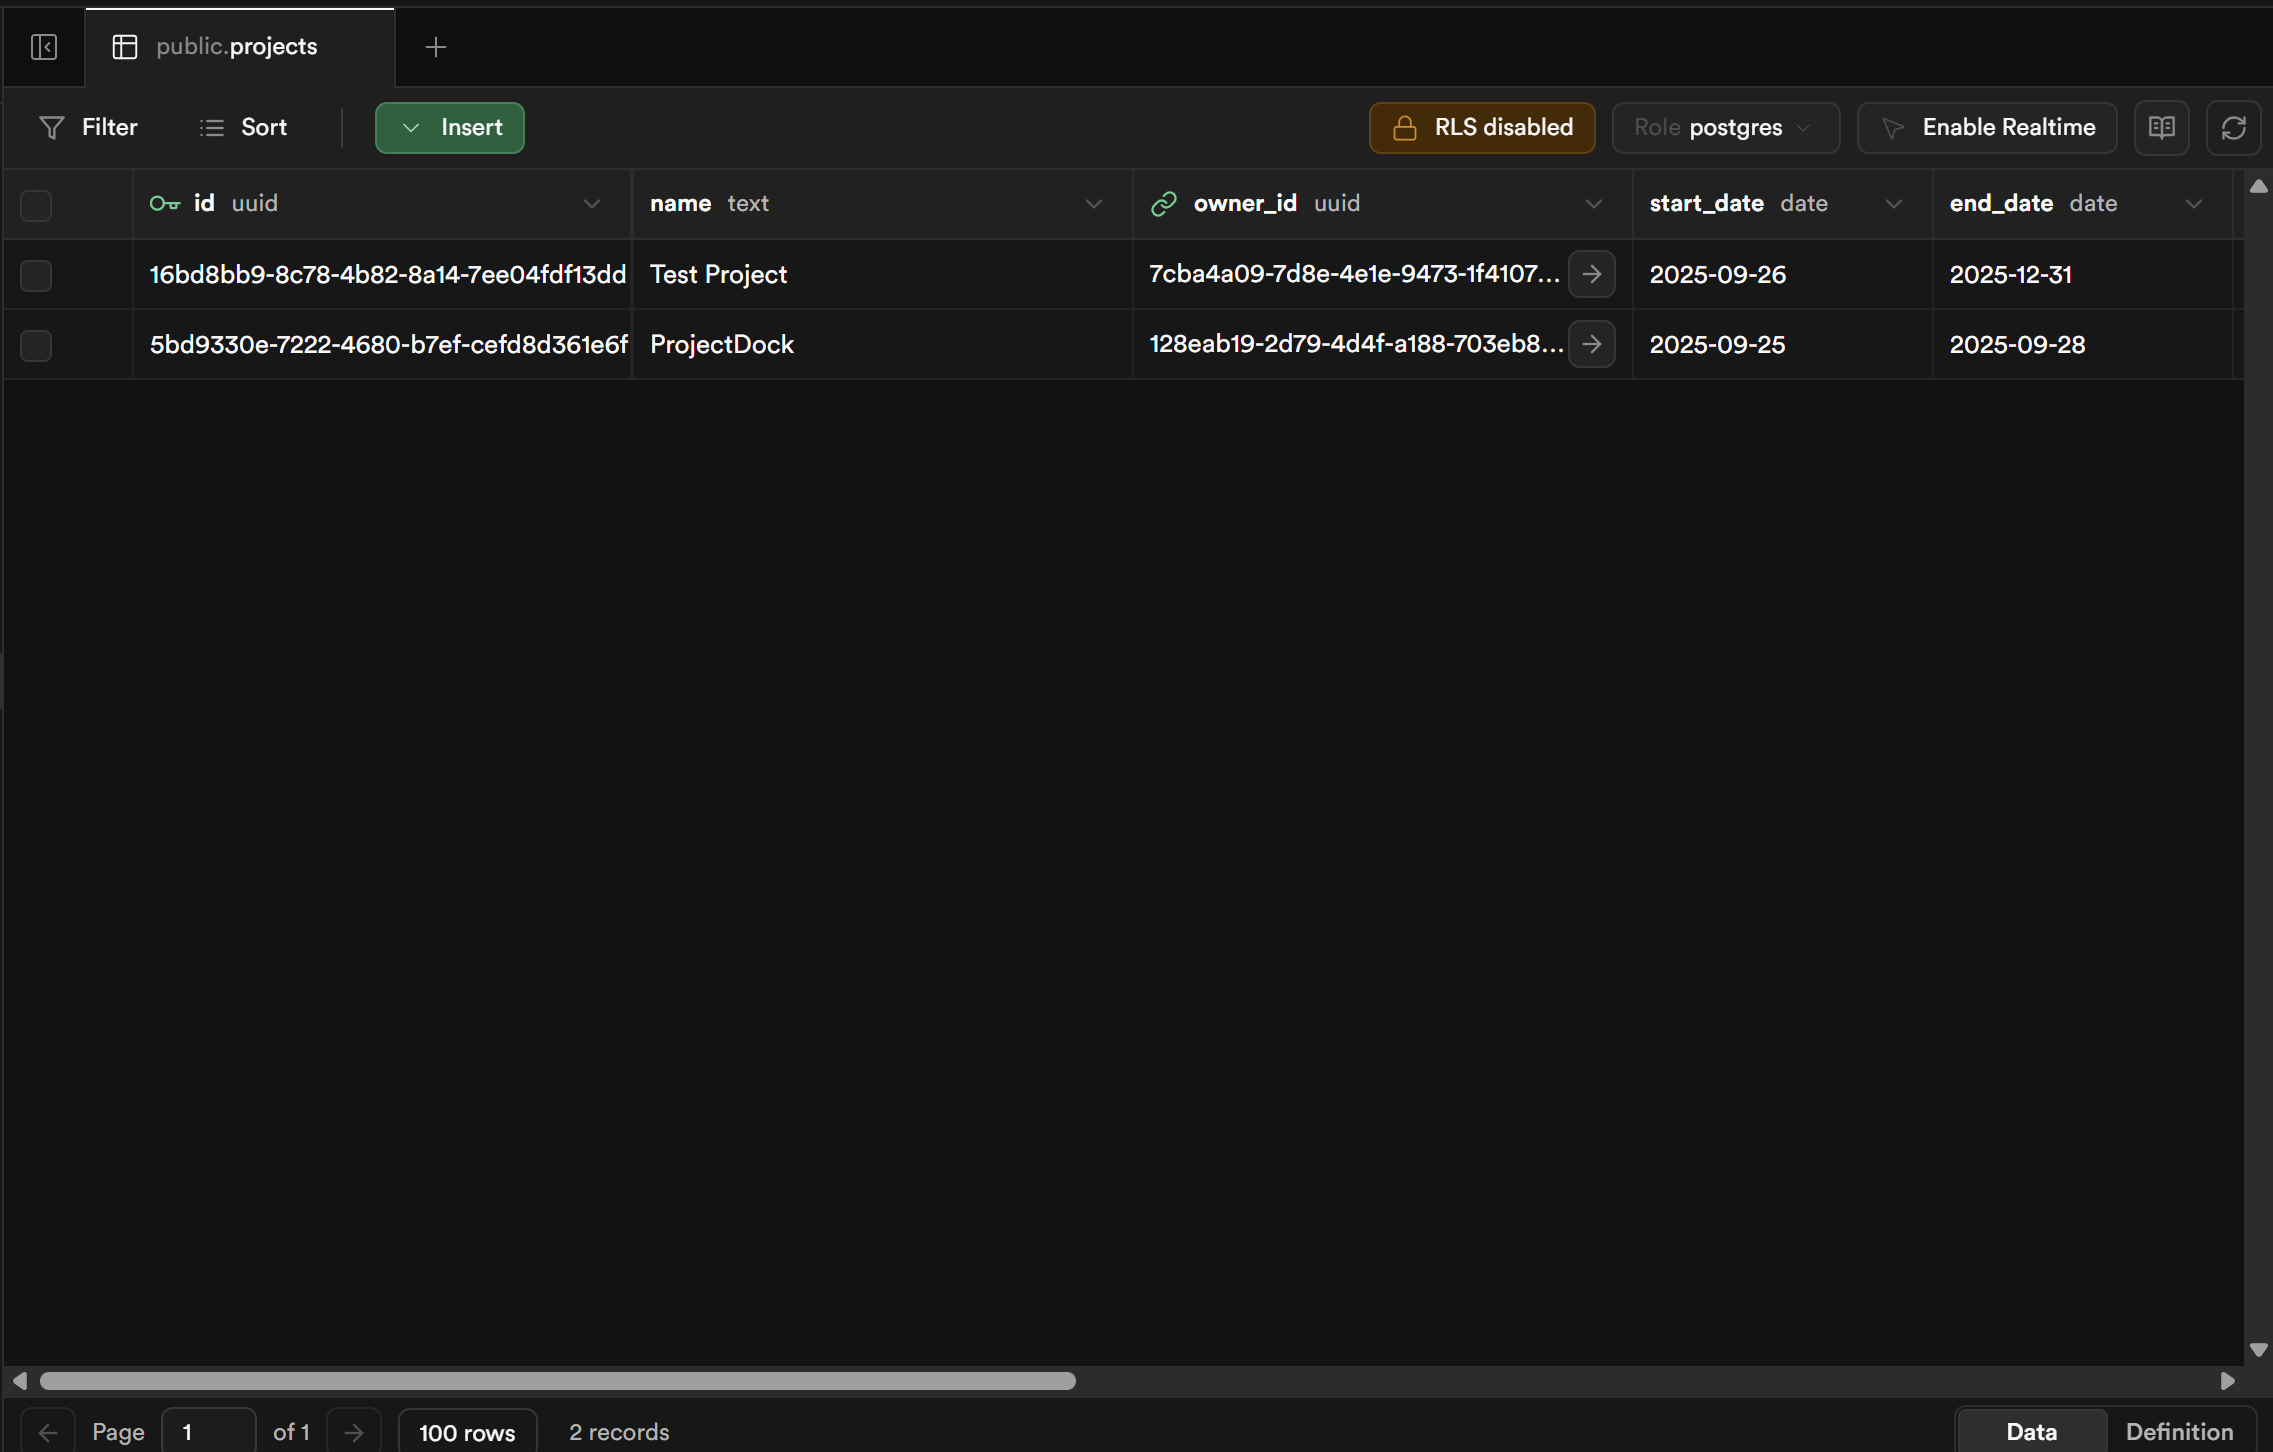 public.projects
Filter Sort Insert RLS disabled Role postgres Enable Realtime
id uuid name text owner_id uuid start_date date end_date date
16bd8bb9-8c78-4b82-8a14-7ee04fdf13dd Test Project 7cba4a09-7d8e-4e1e-9473-1f4107... 2025-09-26 2025-12-31
5bd9330e-7222-4680-b7ef-cefd8d361e6f ProjectDock 128eab19-2d79-4d4f-a188-703eb8... 2025-09-25 2025-09-28
Page 1 of 1 100 rows 2 records Data Definition